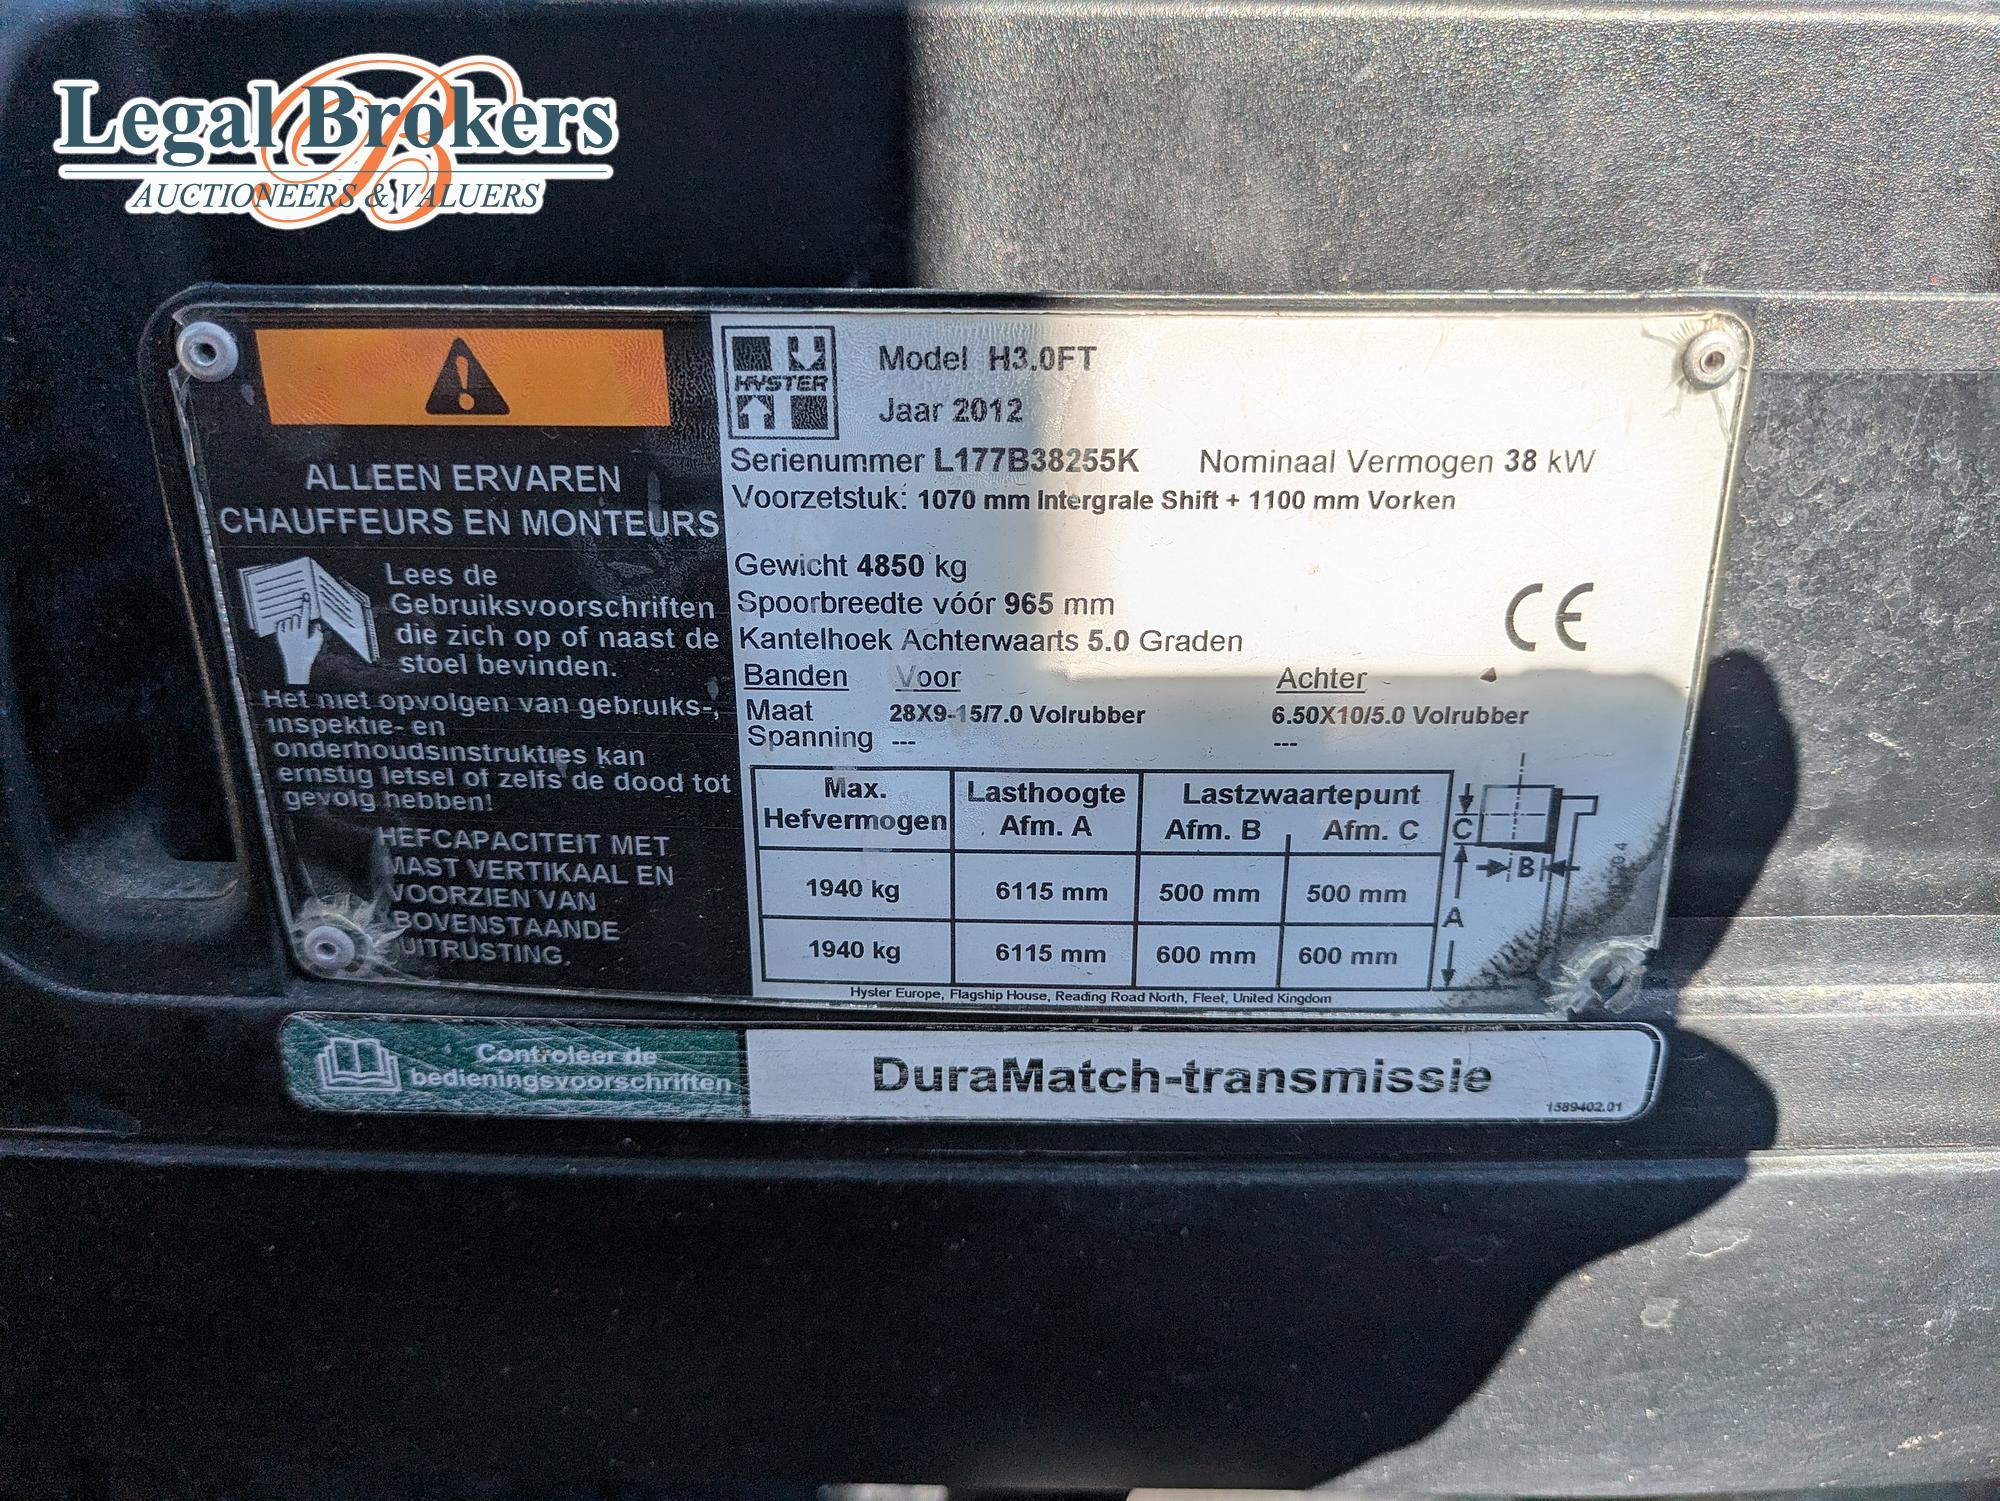 Legal Brokers
AUCTIONEERS & VALUERS
ALLEEN ERVAREN
CHAUFFEURS EN MONTEURS
Lees de
Gebruiksvoorschriften
die zich op of naast de
stoel bevinden.
Het niet opvolgen van gebruiks-,
inspektie- en
onderhoudsinstrukties kan
ernstig letsel of zelfs de dood tot
gevolg hebben!
HEFCAPACITEIT MET
MAST VERTIKAAL EN
VOORZIEN VAN
BOVENSTAANDE
UITRUSTING.
HYSTER
Model H3.0FT
Jaar 2012
Serienummer L177B38255K Nominaal Vermogen 38 kW
Voorzetstuk: 1070 mm Intergrale Shift + 1100 mm Vorken
Gewicht 4850 kg
Spoorbreedte vóór 965 mm
Kantelhoek Achterwaarts 5.0 Graden
CE
Banden Voor Achter
Maat 28X9-15/7.0 Volrubber 6.50X10/5.0 Volrubber
Spanning --- ---
Max. Hefvermogen Lasthoogte Afm. A Lastzwaartepunt Afm. B Afm. C
1940 kg 6115 mm 500 mm 500 mm
1940 kg 6115 mm 600 mm 600 mm
C
B
A
Hyster Europe, Flagship House, Reading Road North, Fleet, United Kingdom
Controleer de
bedieningsvoorschriften
DuraMatch-transmissie
1589402.01